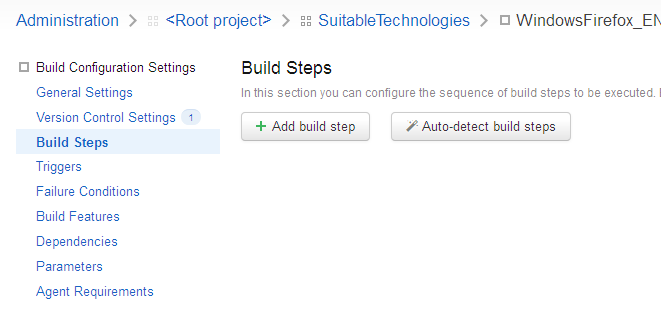 Administration > <Root project> > SuitableTechnologies > WindowsFirefox_EN
Build Configuration Settings
General Settings
Version Control Settings 1
Build Steps
Triggers
Failure Conditions
Build Features
Dependencies
Parameters
Agent Requirements
Build Steps
In this section you can configure the sequence of build steps to be executed.
+ Add build step
Auto-detect build steps